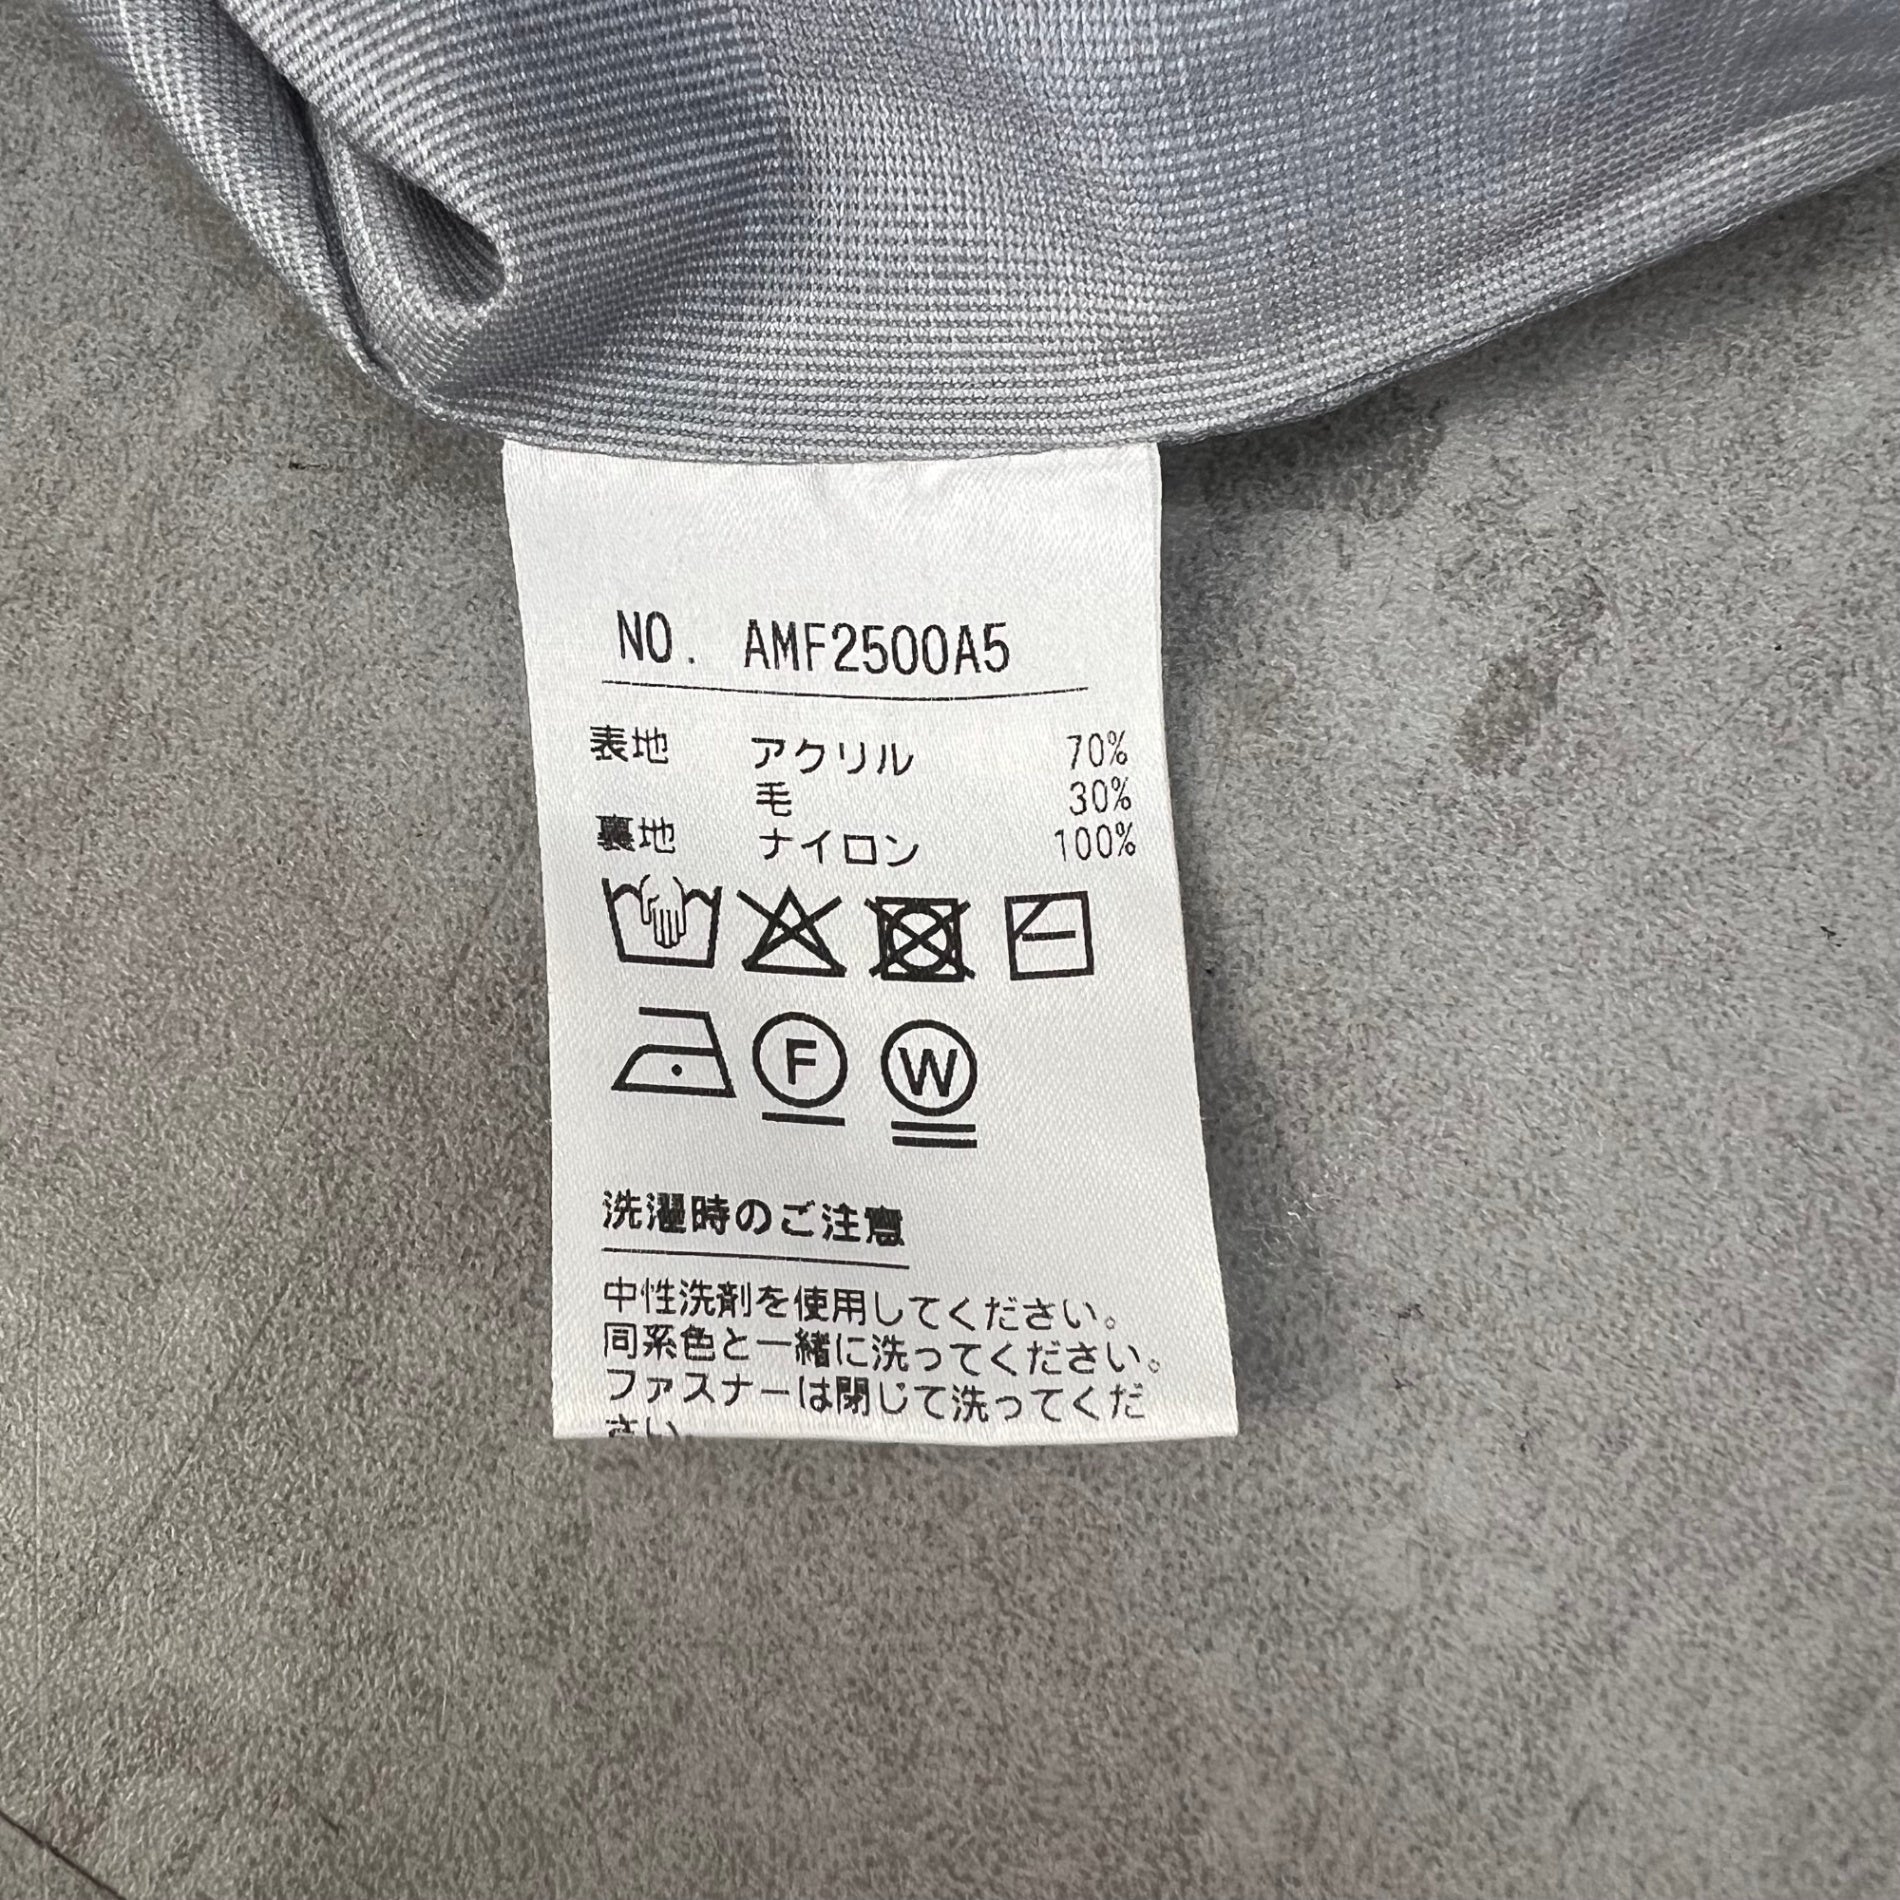 NO. AMF2500A5
表地 アクリル 70%
毛 30%
裏地 ナイロン 100%
F W
洗濯時のご注意
中性洗剤を使用してください。
同系色と一緒に洗ってください。
ファスナーは閉じて洗ってくだ
さい。